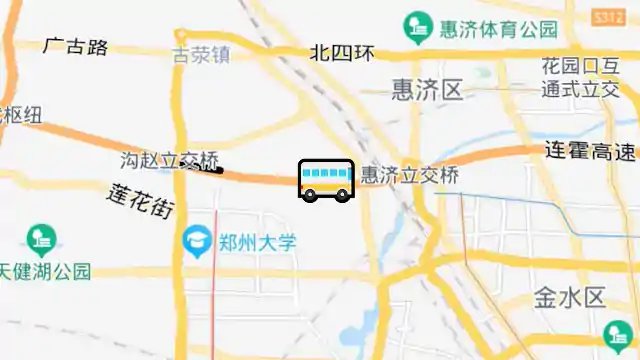 S312
惠济体育公园
广古路
北四环
古荥镇
花园口互
通式立交
惠济区
枢纽
连霍高速
沟赵立交桥
惠济立交桥
莲花街
郑州大学
天健湖公园
金水区